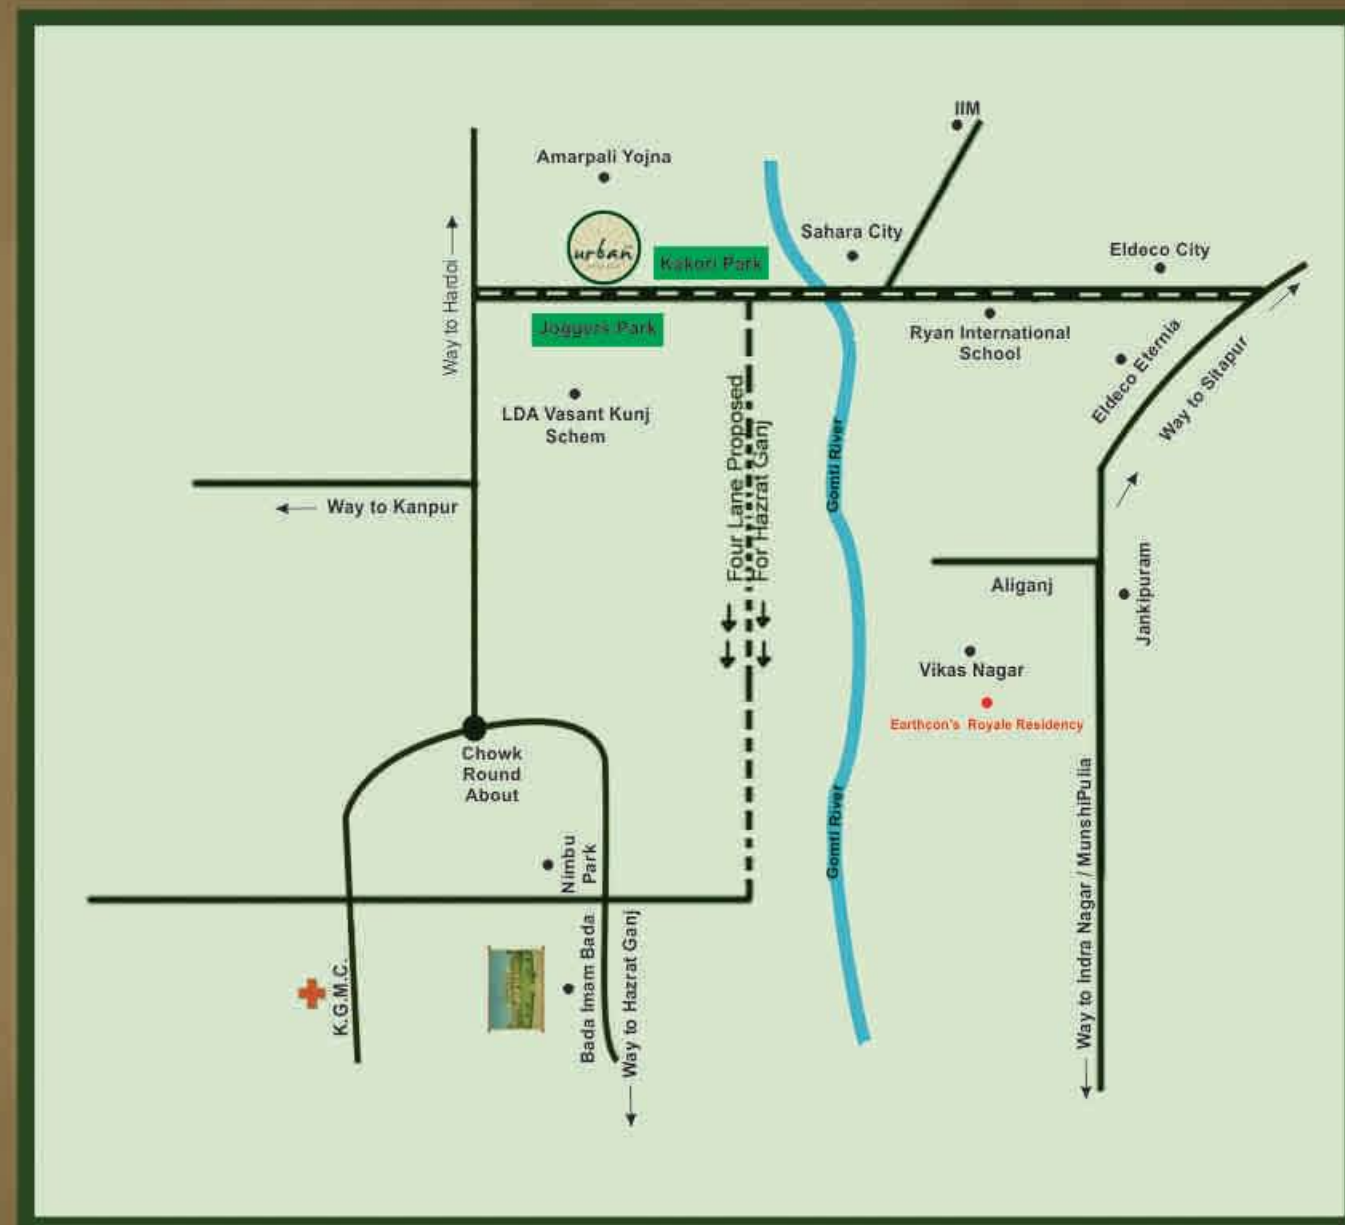 IIM
Amarpali Yojna
Sahara City
Eldeco City
urban
Kakori Park
Way to Hardoi
Joggers Park
Ryan International
School
Eldeco Eternia
Way to Sitapur
LDA Vasant Kunj
Schem
Four Lane Proposed
For Hazrat Ganj
Gomti River
Way to Kanpur
Aliganj
Jankipuram
Vikas Nagar
Earthcon's Royale Residency
Chowk
Round
About
Way to Indra Nagar / MunshiPulia
Gomti River
Nimbu
Park
K.G.M.C.
Bada Imam Bada
Way to Hazrat Ganj